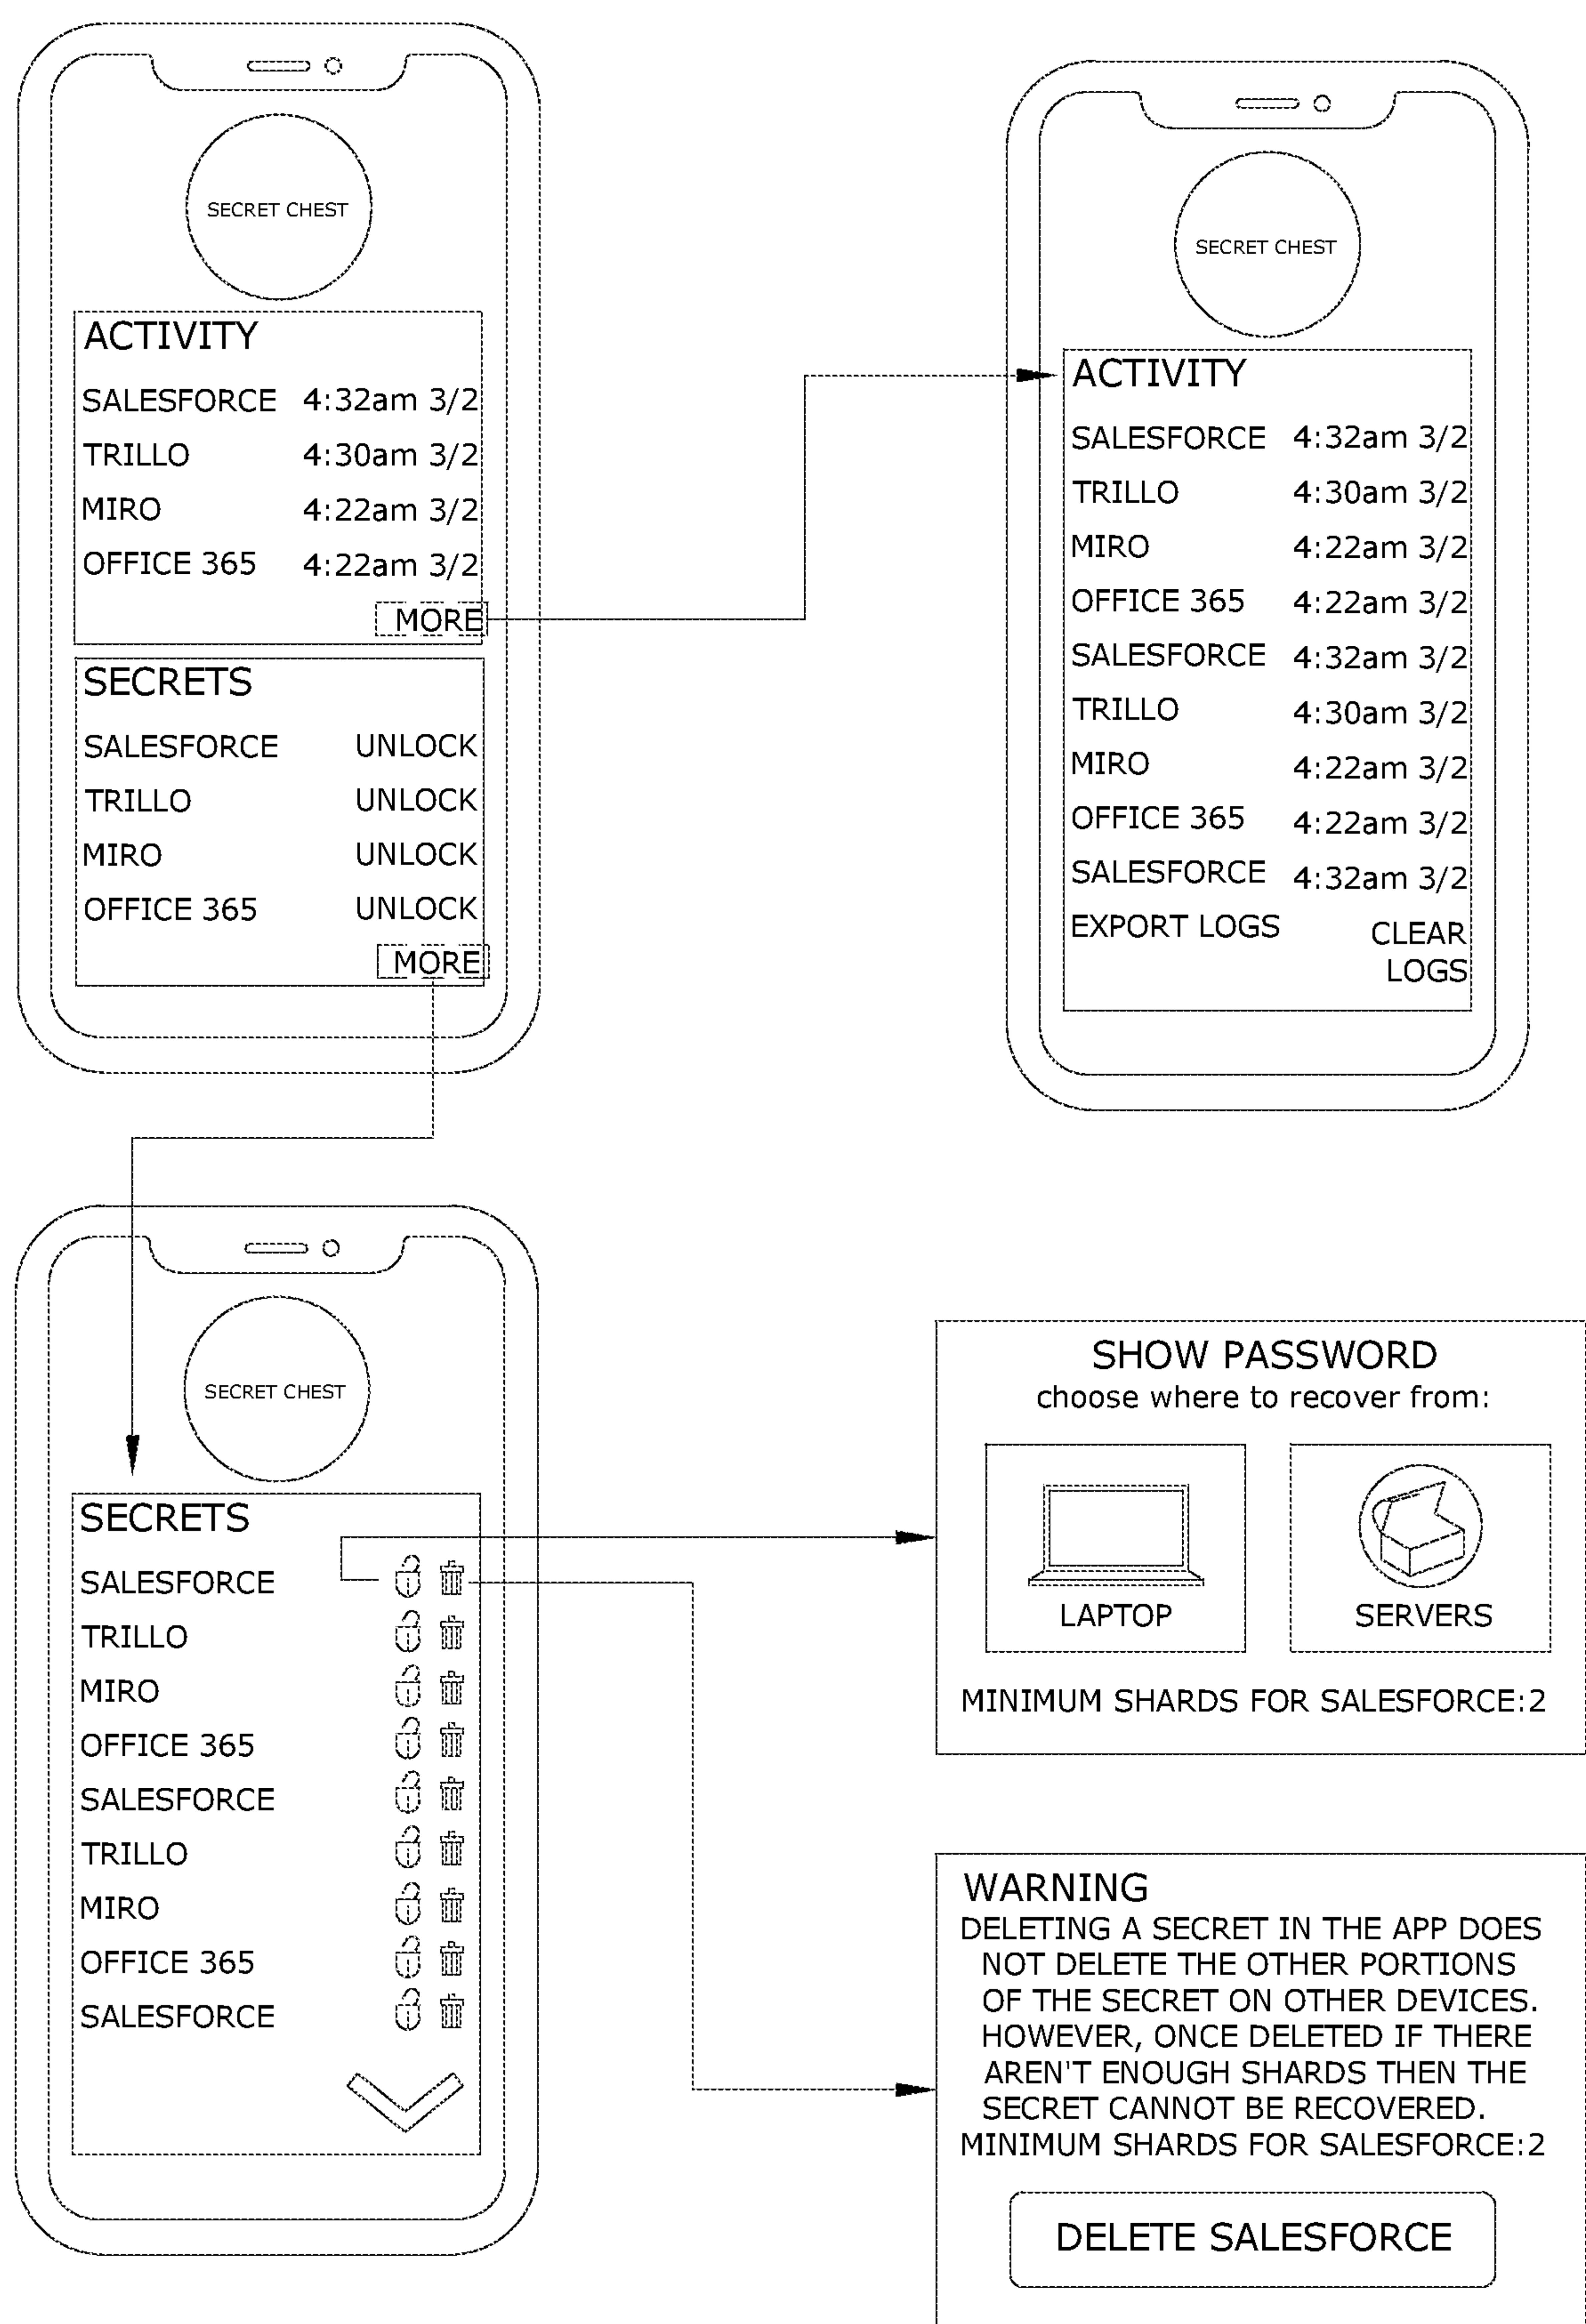 SECRET CHEST
ACTIVITY
SALESFORCE 4:32am 3/2
TRILLO 4:30am 3/2
MIRO 4:22am 3/2
OFFICE 365 4:22am 3/2
MORE
SECRETS
SALESFORCE UNLOCK
TRILLO UNLOCK
MIRO UNLOCK
OFFICE 365 UNLOCK
MORE
SECRET CHEST
ACTIVITY
SALESFORCE 4:32am 3/2
TRILLO 4:30am 3/2
MIRO 4:22am 3/2
OFFICE 365 4:22am 3/2
SALESFORCE 4:32am 3/2
TRILLO 4:30am 3/2
MIRO 4:22am 3/2
OFFICE 365 4:22am 3/2
SALESFORCE 4:32am 3/2
EXPORT LOGS CLEAR
LOGS
SECRET CHEST
SECRETS
SALESFORCE
TRILLO
MIRO
OFFICE 365
SALESFORCE
TRILLO
MIRO
OFFICE 365
SALESFORCE
SHOW PASSWORD
choose where to recover from:
LAPTOP SERVERS
MINIMUM SHARDS FOR SALESFORCE:2
WARNING
DELETING A SECRET IN THE APP DOES
NOT DELETE THE OTHER PORTIONS
OF THE SECRET ON OTHER DEVICES.
HOWEVER, ONCE DELETED IF THERE
AREN'T ENOUGH SHARDS THEN THE
SECRET CANNOT BE RECOVERED.
MINIMUM SHARDS FOR SALESFORCE:2
DELETE SALESFORCE